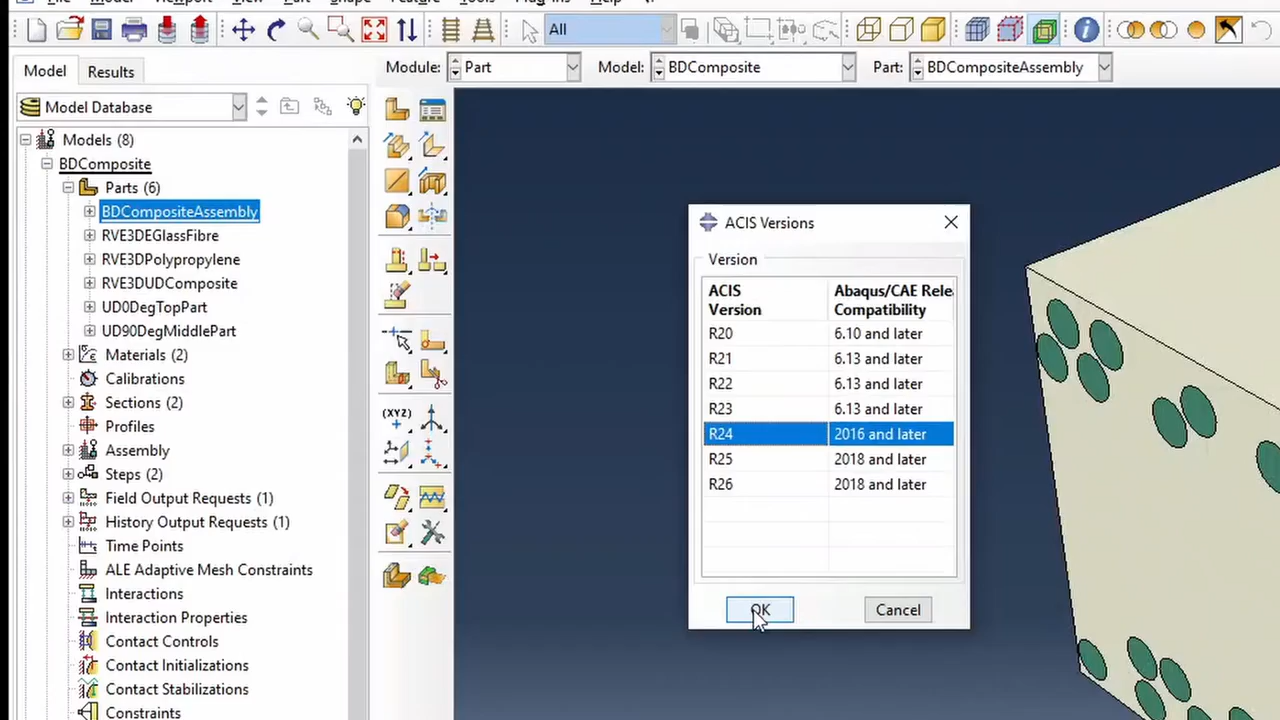 All
Model
Results
Module:
Part
Model:
BDComposite
Part:
BDCompositeAssembly
Model Database
Models (8)
BDComposite
Parts (6)
BDCompositeAssembly
RVE3DEGlassFibre
RVE3DPolypropylene
RVE3DUDComposite
UD0DegTopPart
UD90DegMiddlePart
Materials (2)
Calibrations
Sections (2)
Profiles
Assembly
Steps (2)
Field Output Requests (1)
History Output Requests (1)
Time Points
ALE Adaptive Mesh Constraints
Interactions
Interaction Properties
Contact Controls
Contact Initializations
Contact Stabilizations
Constraints
(XYZ)
ACIS Versions
Version
ACIS Version
Abaqus/CAE Rele
Compatibility
R20 6.10 and later
R21 6.13 and later
R22 6.13 and later
R23 6.13 and later
R24 2016 and later
R25 2018 and later
R26 2018 and later
OK
Cancel